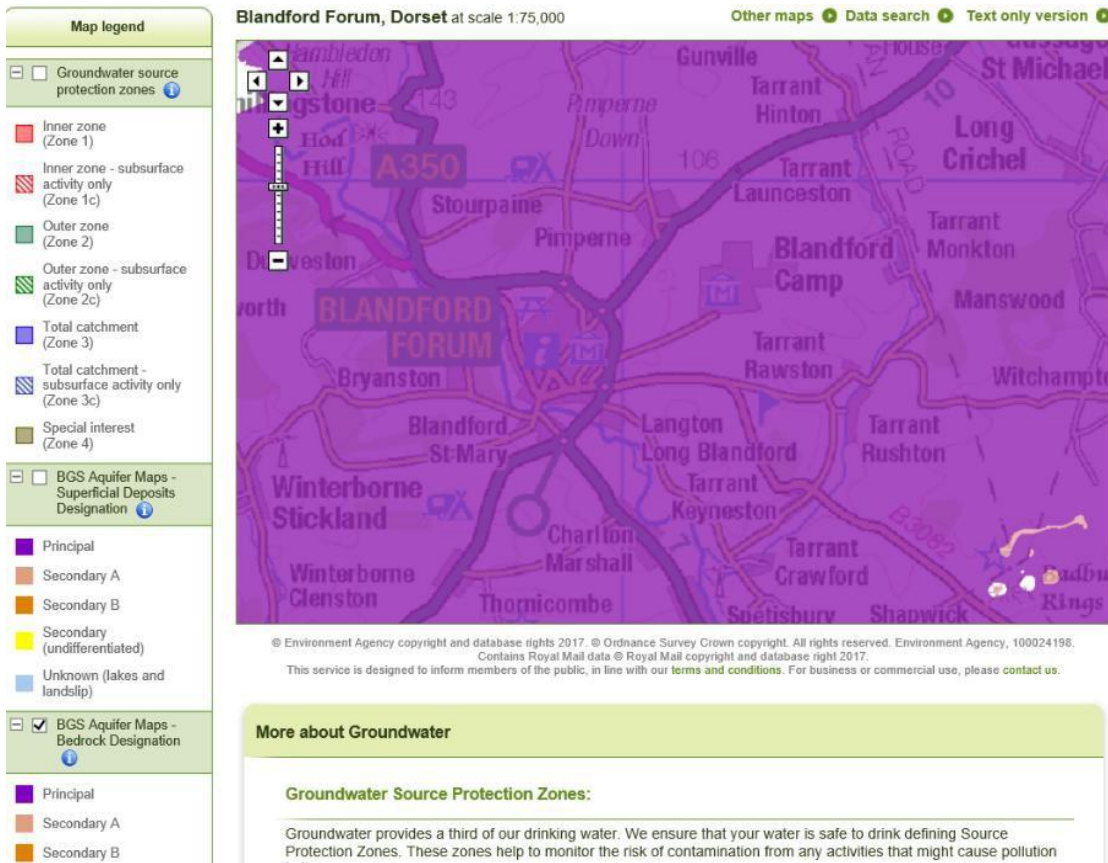 Map legend
Groundwater source
protection zones
Inner zone
(Zone 1)
Inner zone - subsurface
activity only
(Zone 1c)
Outer zone
(Zone 2)
Outer zone - subsurface
activity only
(Zone 2c)
Total catchment
(Zone 3)
Total catchment -
subsurface activity only
(Zone 3c)
Special interest
(Zone 4)
BGS Aquifer Maps -
Superficial Deposits
Designation
Principal
Secondary A
Secondary B
Secondary
(undifferentiated)
Unknown (lakes and
landslip)
BGS Aquifer Maps -
Bedrock Designation
Principal
Secondary A
Secondary B
Blandford Forum, Dorset at scale 1:75,000
Other maps Data search Text only version
Hambledon
Hill
Gunville
St Michael
Tarrant
Hinton
10
143
Pimperne
Down
Long
Crichel
Hod
Hill
A350
108
ROAD
Tarrant
Launceston
Stourpaine
Tarrant
Monkton
Pimperne
Blandford
Camp
Manswood
BLANDFORD
FORUM
Tarrant
Rawston
Bryanston
Blandford
St Mary
Langton
Long Blandford
Tarrant
Rushton
Winterborne
Stickland
Tarrant
Keyneston
B3082
Charlton
Marshall
Tarrant
Crawford
Winterborne
Clenston
Thornicombe
Spetisbury
Shapwick
Rings
© Environment Agency copyright and database rights 2017. © Ordnance Survey Crown copyright. All rights reserved. Environment Agency, 100024198.
Contains Royal Mail data © Royal Mail copyright and database right 2017.
This service is designed to inform members of the public, in line with our terms and conditions. For business or commercial use, please contact us.
More about Groundwater
Groundwater Source Protection Zones:
Groundwater provides a third of our drinking water. We ensure that your water is safe to drink defining Source
Protection Zones. These zones help to monitor the risk of contamination from any activities that might cause pollution